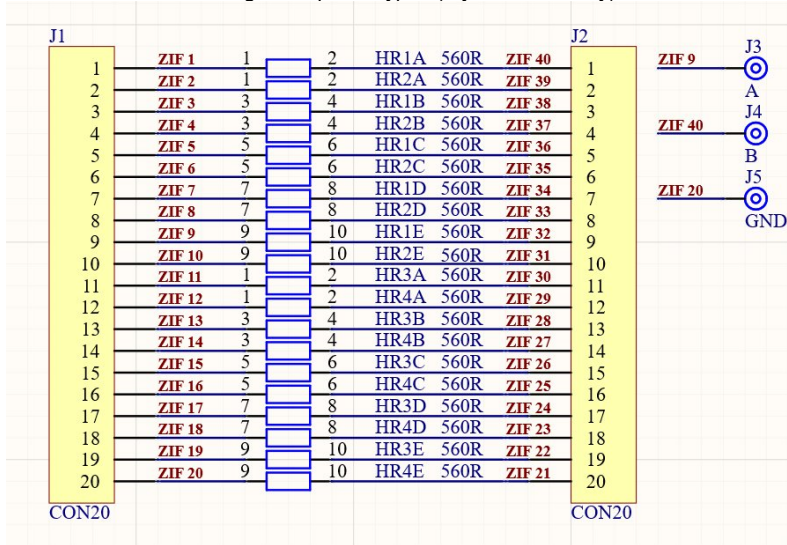 J1 J2
1 ZIF 1 1 2 HR1A 560R ZIF 40 1 ZIF 9 J3
2 ZIF 2 1 2 HR2A 560R ZIF 39 2 A
3 ZIF 3 3 4 HR1B 560R ZIF 38 3 J4
4 ZIF 4 3 4 HR2B 560R ZIF 37 4 ZIF 40
5 ZIF 5 5 6 HR1C 560R ZIF 36 5 B
6 ZIF 6 5 6 HR2C 560R ZIF 35 6 J5
7 ZIF 7 7 8 HR1D 560R ZIF 34 7 ZIF 20
8 ZIF 8 7 8 HR2D 560R ZIF 33 8 GND
9 ZIF 9 9 10 HR1E 560R ZIF 32 9
10 ZIF 10 9 10 HR2E 560R ZIF 31 10
11 ZIF 11 1 2 HR3A 560R ZIF 30 11
12 ZIF 12 1 2 HR4A 560R ZIF 29 12
13 ZIF 13 3 4 HR3B 560R ZIF 28 13
14 ZIF 14 3 4 HR4B 560R ZIF 27 14
15 ZIF 15 5 6 HR3C 560R ZIF 26 15
16 ZIF 16 5 6 HR4C 560R ZIF 25 16
17 ZIF 17 7 8 HR3D 560R ZIF 24 17
18 ZIF 18 7 8 HR4D 560R ZIF 23 18
19 ZIF 19 9 10 HR3E 560R ZIF 22 19
20 ZIF 20 9 10 HR4E 560R ZIF 21 20
CON20 CON20